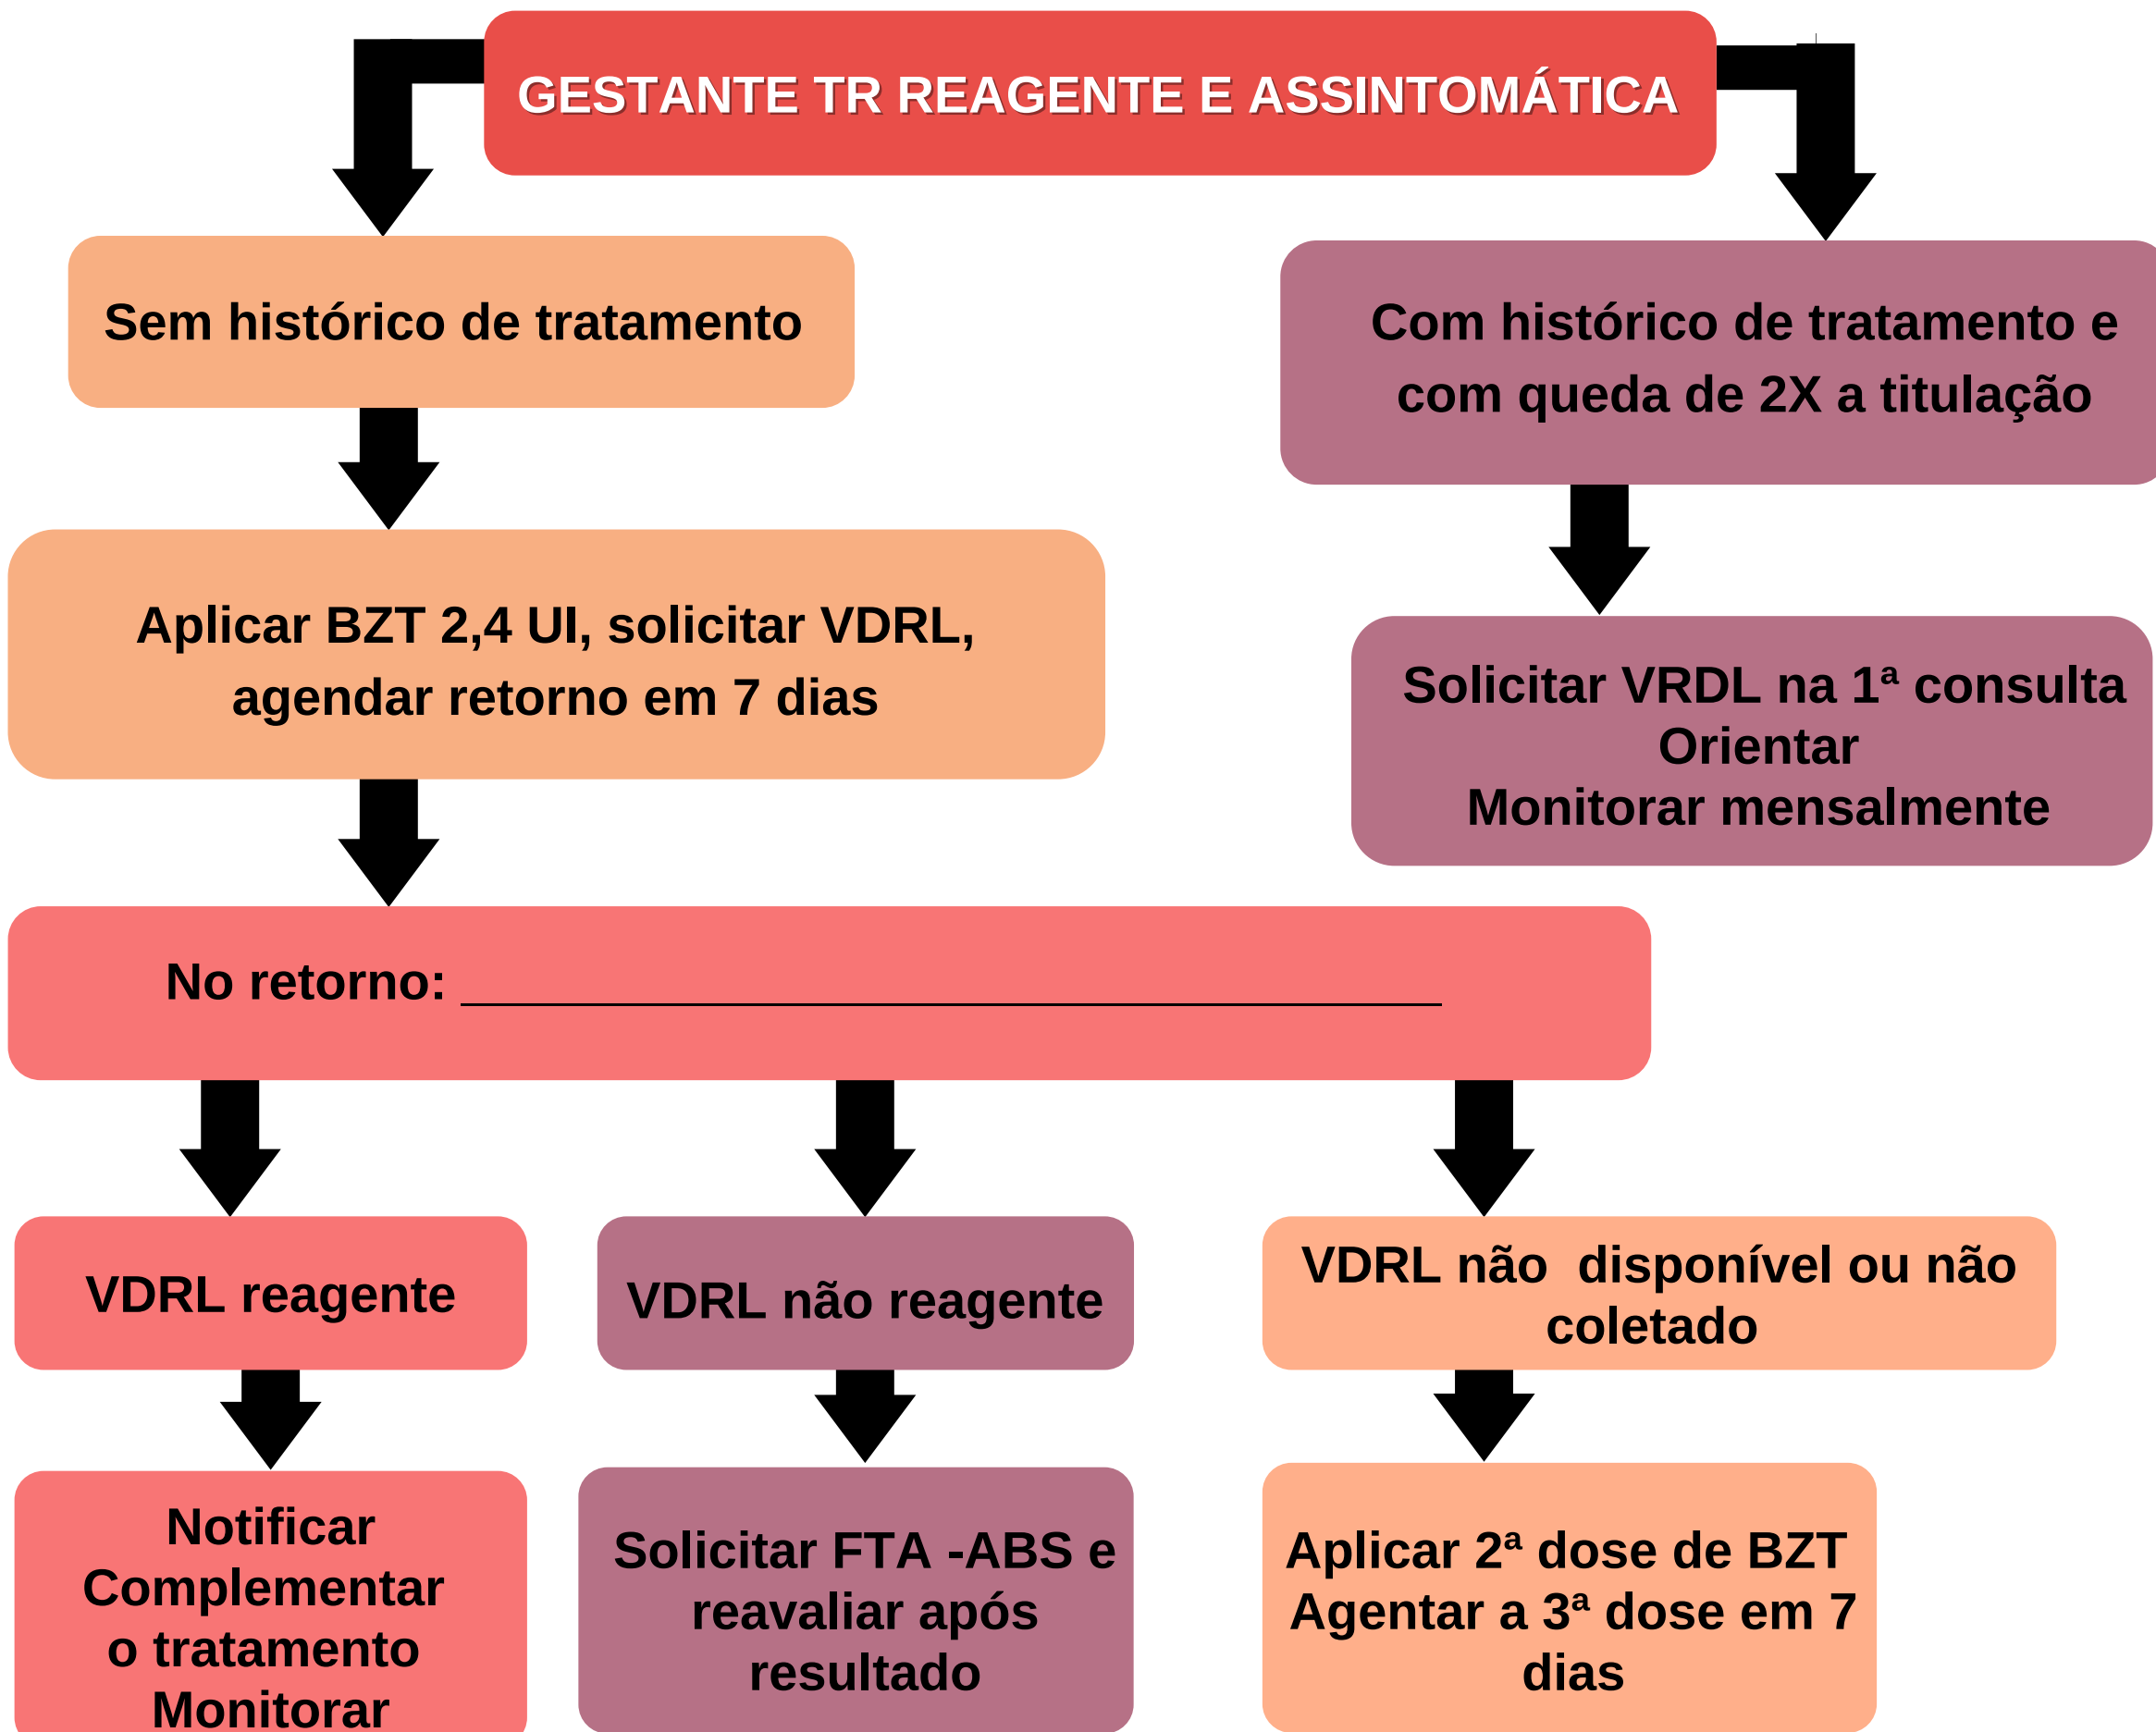 GESTANTE TR REAGENTE E ASSINTOMÁTICA
Sem histórico de tratamento
Com histórico de tratamento e
com queda de 2X a titulação
Aplicar BZT 2,4 UI, solicitar VDRL,
agendar retorno em 7 dias
Solicitar VRDL na 1ª consulta
Orientar
Monitorar mensalmente
No retorno:
VDRL reagente
VDRL não reagente
VDRL não disponível ou não
coletado
Notificar
Complementar
o tratamento
Monitorar
Solicitar FTA -ABS e
reavaliar após
resultado
Aplicar 2ª dose de BZT
Agentar a 3ª dose em 7
dias